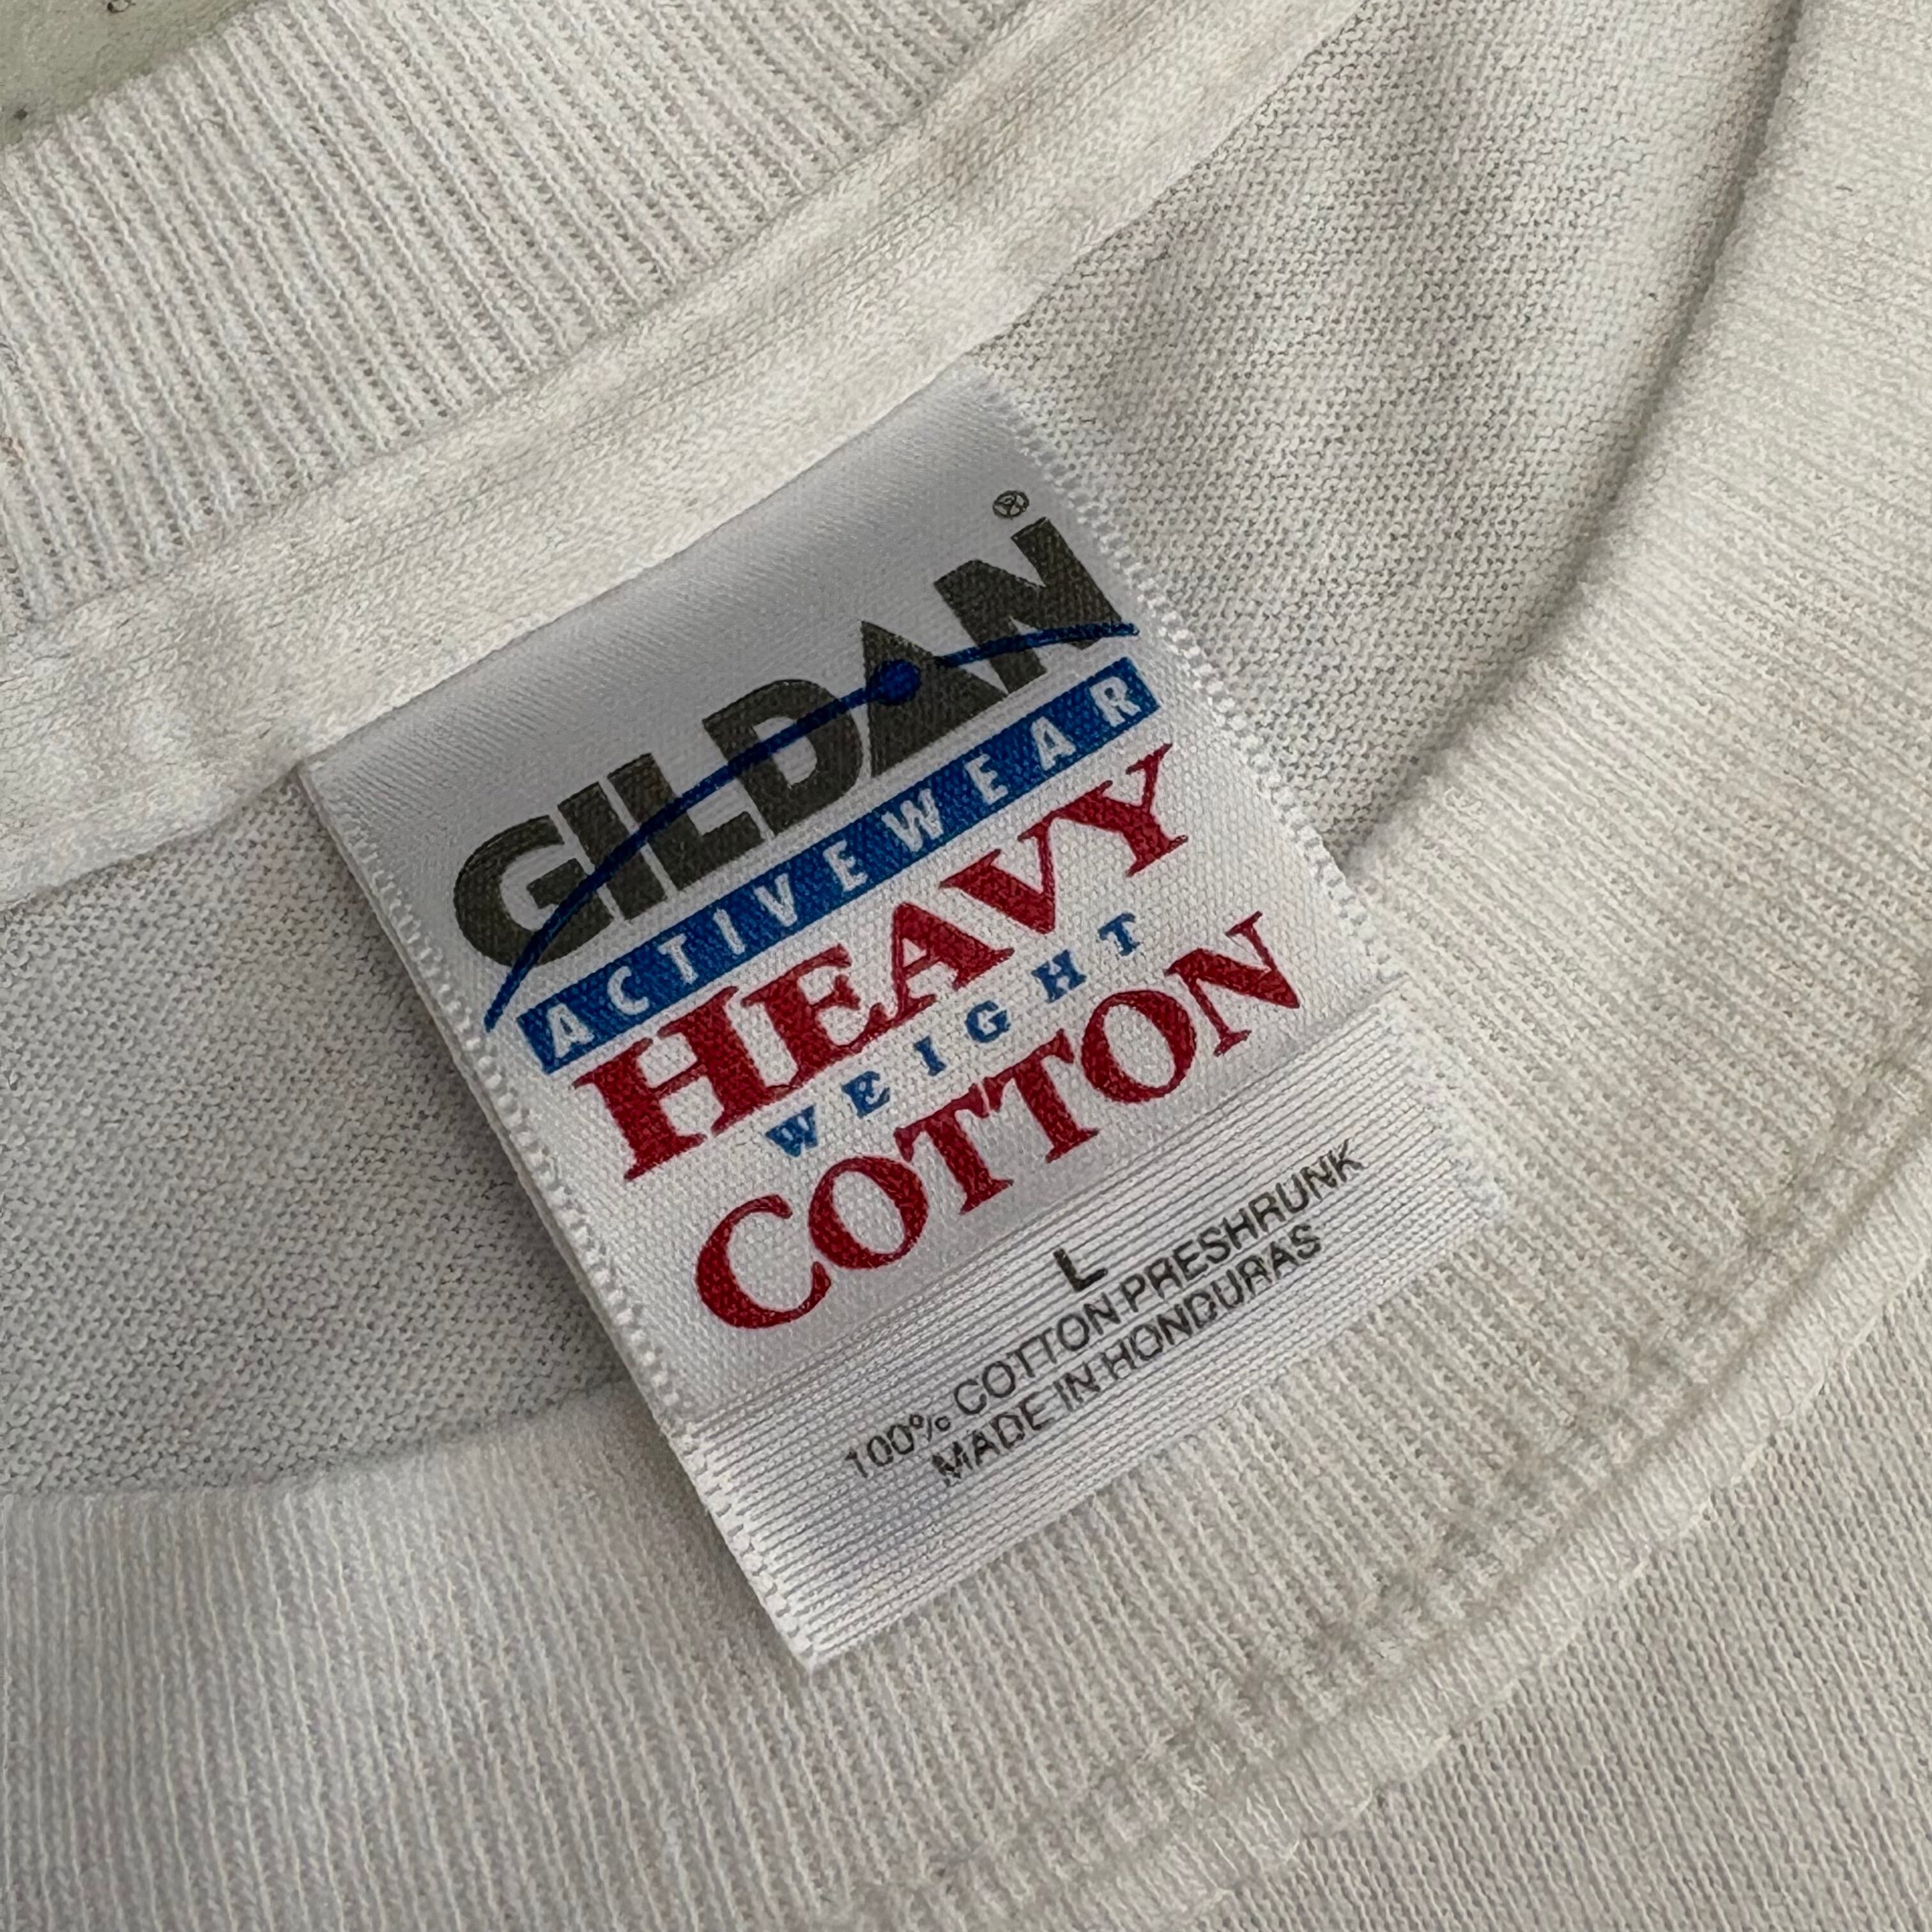 GILDAN®
ACTIVEWEAR
HEAVY
WEIGHT
COTTON
L
100% COTTON PRESHRUNK
MADE IN HONDURAS